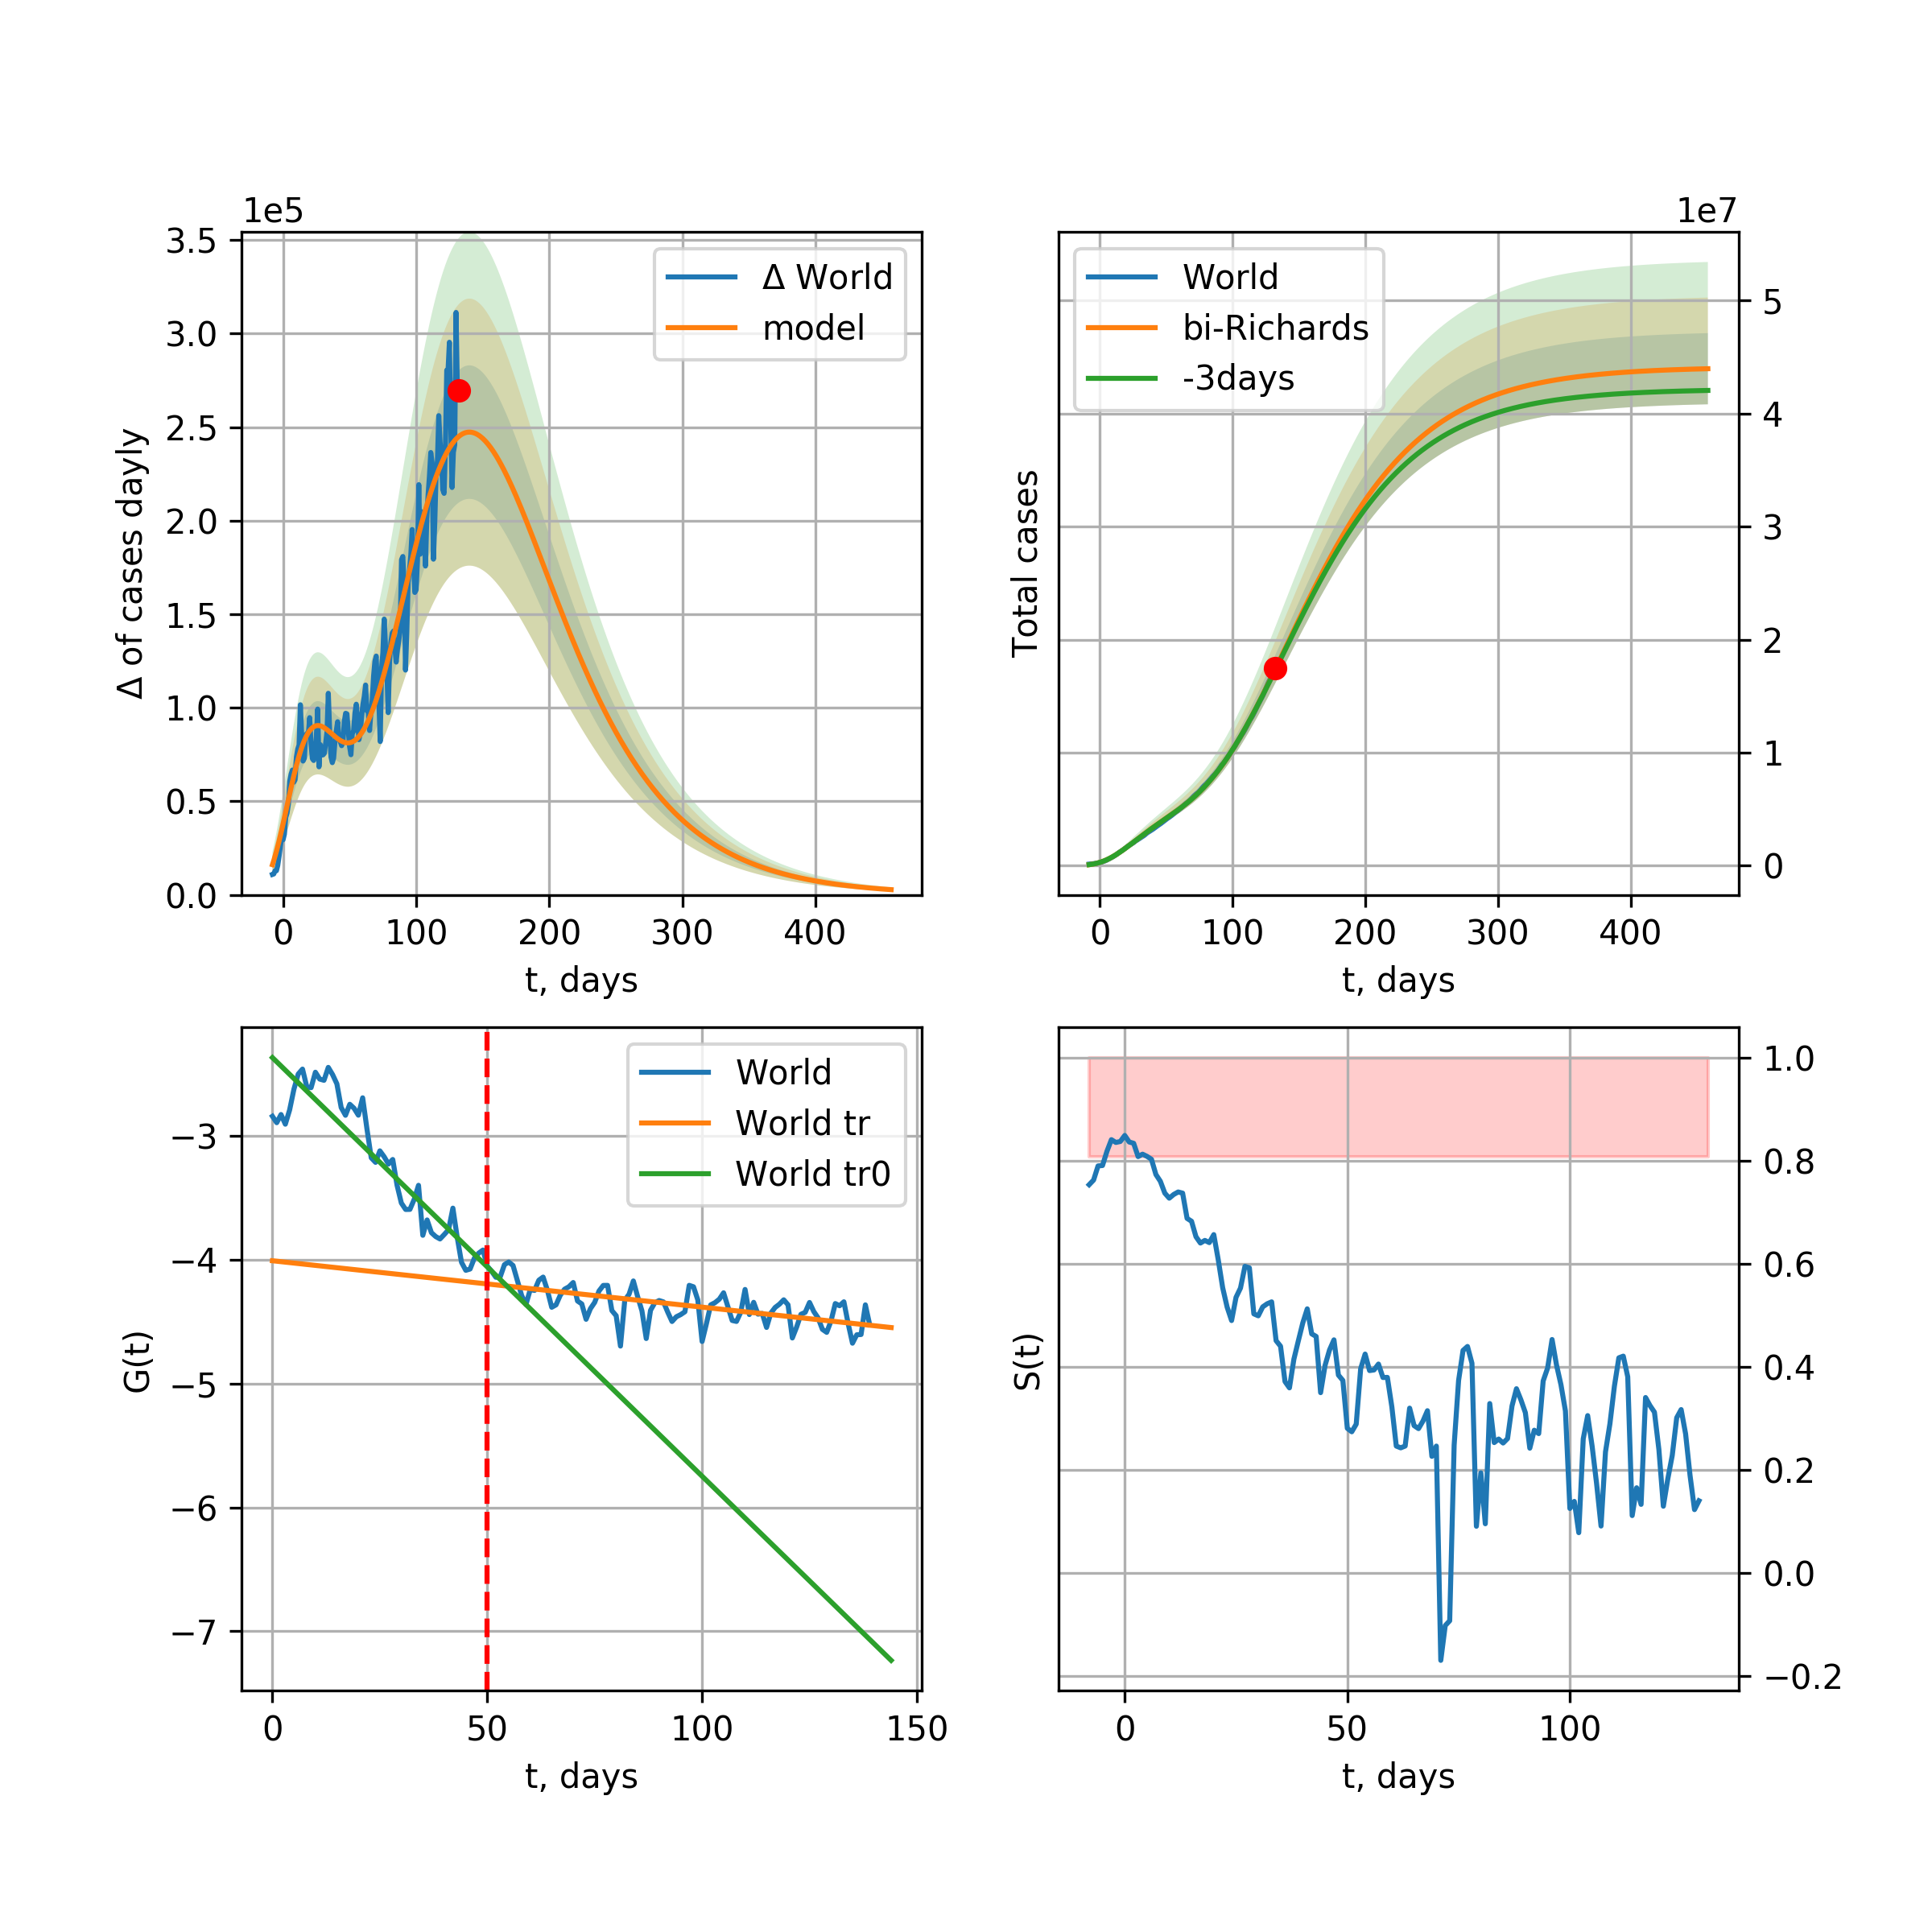 1e5
3.5
3.0
2.5
2.0
1.5
1.0
0.5
0.0
Δ of cases dayly
Δ World
model
0 100 200 300 400
t, days
1e7
World
bi-Richards
-3days
Total cases
5
4
3
2
1
0
0 100 200 300 400
t, days
−3
−4
−5
−6
−7
G(t)
World
World tr
World tr0
0 50 100 150
t, days
S(t)
1.0
0.8
0.6
0.4
0.2
0.0
−0.2
0 50 100
t, days